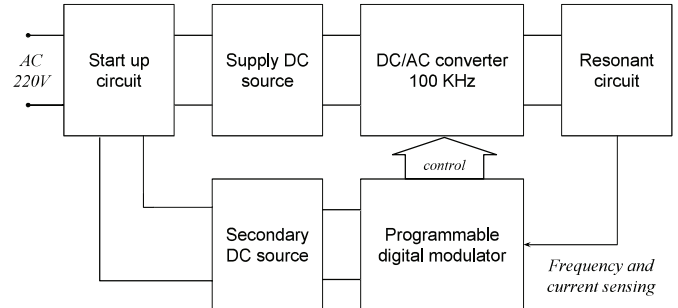 AC
220V
Start up
circuit
Supply DC
source
DC/AC converter
100 KHz
Resonant
circuit
control
Secondary
DC source
Programmable
digital modulator
Frequency and
current sensing